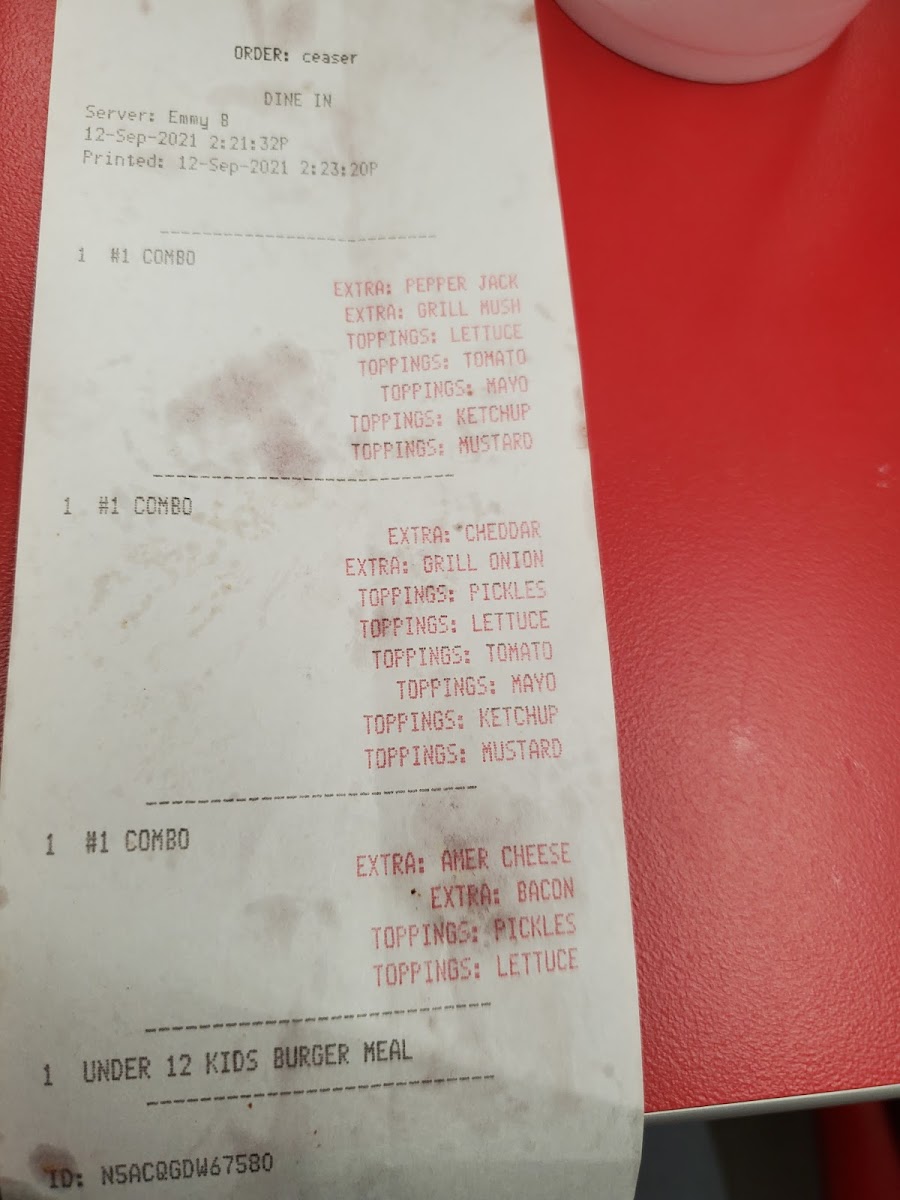 ORDER: ceaser
DINE IN
Server: Emmy B
12-Sep-2021 2:21:32P
Printed: 12-Sep-2021 2:23:20P
1 #1 COMBO
EXTRA: PEPPER JACK
EXTRA: GRILL MUSH
TOPPINGS: LETTUCE
TOPPINGS: TOMATO
TOPPINGS: MAYO
TOPPINGS: KETCHUP
TOPPINGS: MUSTARD
1 #1 COMBO
EXTRA: CHEDDAR
EXTRA: GRILL ONION
TOPPINGS: PICKLES
TOPPINGS: LETTUCE
TOPPINGS: TOMATO
TOPPINGS: MAYO
TOPPINGS: KETCHUP
TOPPINGS: MUSTARD
1 #1 COMBO
EXTRA: AMER CHEESE
EXTRA: BACON
TOPPINGS: PICKLES
TOPPINGS: LETTUCE
1 UNDER 12 KIDS BURGER MEAL
ID: N5ACQGDW67580